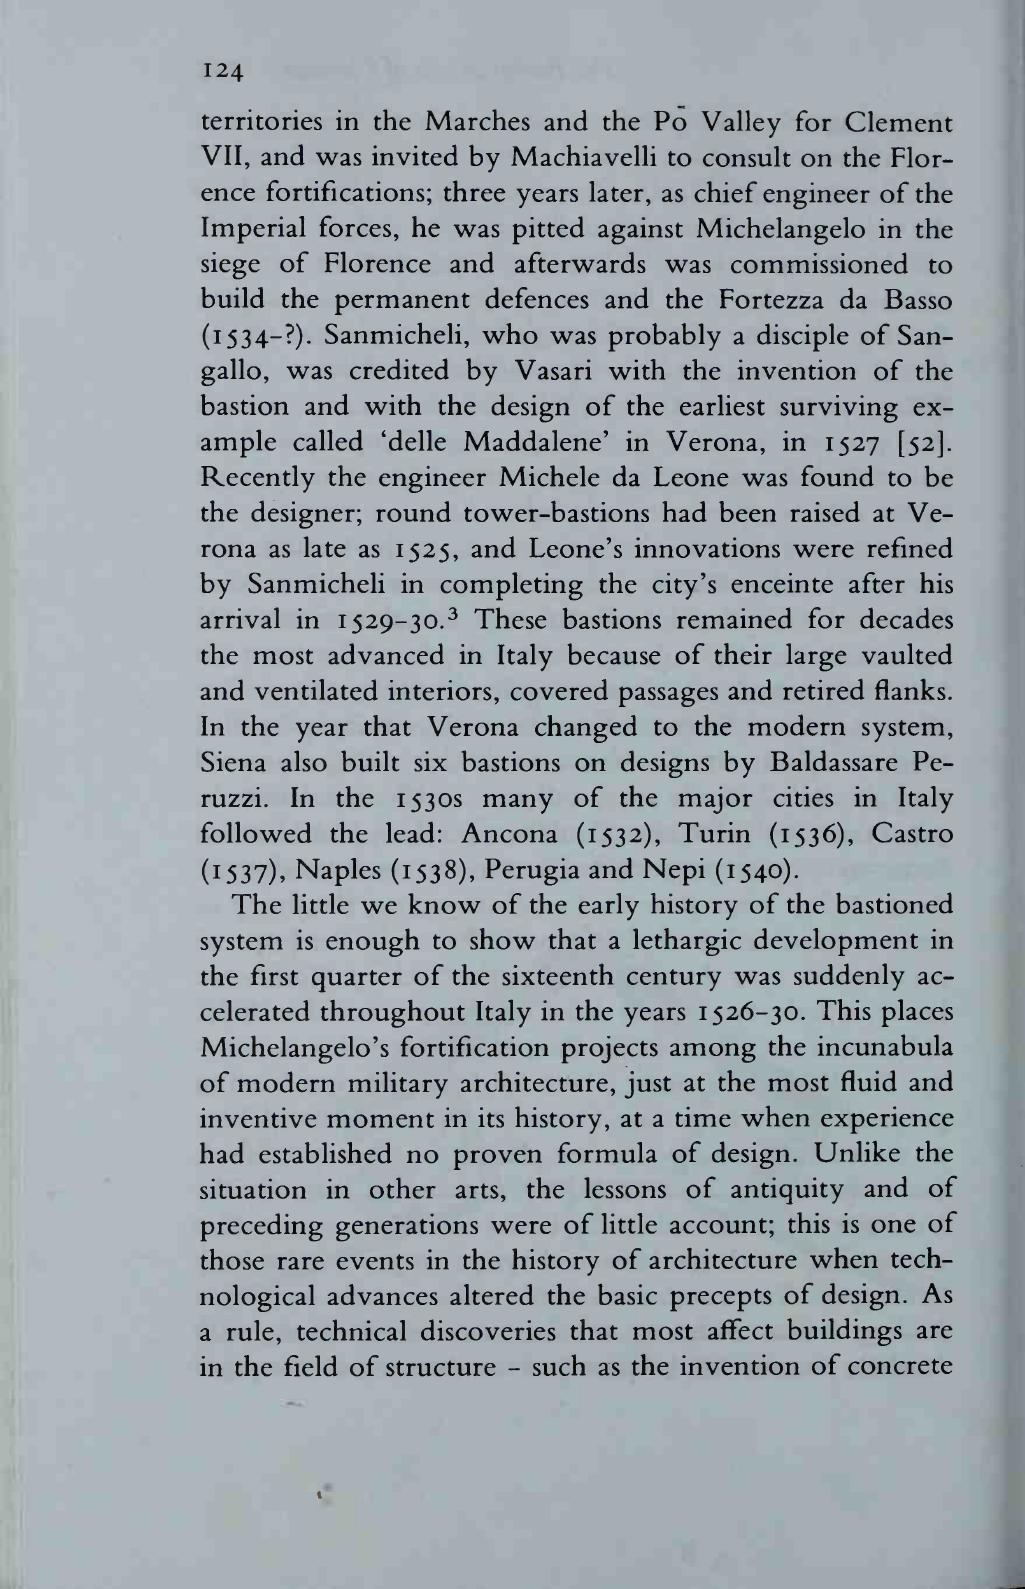 124
territories in the Marches and the Pō Valley for Clement
VII, and was invited by Machiavelli to consult on the Flor-
ence fortifications; three years later, as chief engineer of the
Imperial forces, he was pitted against Michelangelo in the
siege of Florence and afterwards was commissioned to
build the permanent defences and the Fortezza da Basso
(1534-?). Sanmicheli, who was probably a disciple of San-
gallo, was credited by Vasari with the invention of the
bastion and with the design of the earliest surviving ex-
ample called ‘delle Maddalene’ in Verona, in 1527 [52].
Recently the engineer Michele da Leone was found to be
the designer; round tower-bastions had been raised at Ve-
rona as late as 1525, and Leone’s innovations were refined
by Sanmicheli in completing the city’s enceinte after his
arrival in 1529–30.³ These bastions remained for decades
the most advanced in Italy because of their large vaulted
and ventilated interiors, covered passages and retired flanks.
In the year that Verona changed to the modern system,
Siena also built six bastions on designs by Baldassare Pe-
ruzzi. In the 1530s many of the major cities in Italy
followed the lead: Ancona (1532), Turin (1536), Castro
(1537), Naples (1538), Perugia and Nepi (1540).
The little we know of the early history of the bastioned
system is enough to show that a lethargic development in
the first quarter of the sixteenth century was suddenly ac-
celerated throughout Italy in the years 1526–30. This places
Michelangelo’s fortification projects among the incunabula
of modern military architecture, just at the most fluid and
inventive moment in its history, at a time when experience
had established no proven formula of design. Unlike the
situation in other arts, the lessons of antiquity and of
preceding generations were of little account; this is one of
those rare events in the history of architecture when tech-
nological advances altered the basic precepts of design. As
a rule, technical discoveries that most affect buildings are
in the field of structure – such as the invention of concrete